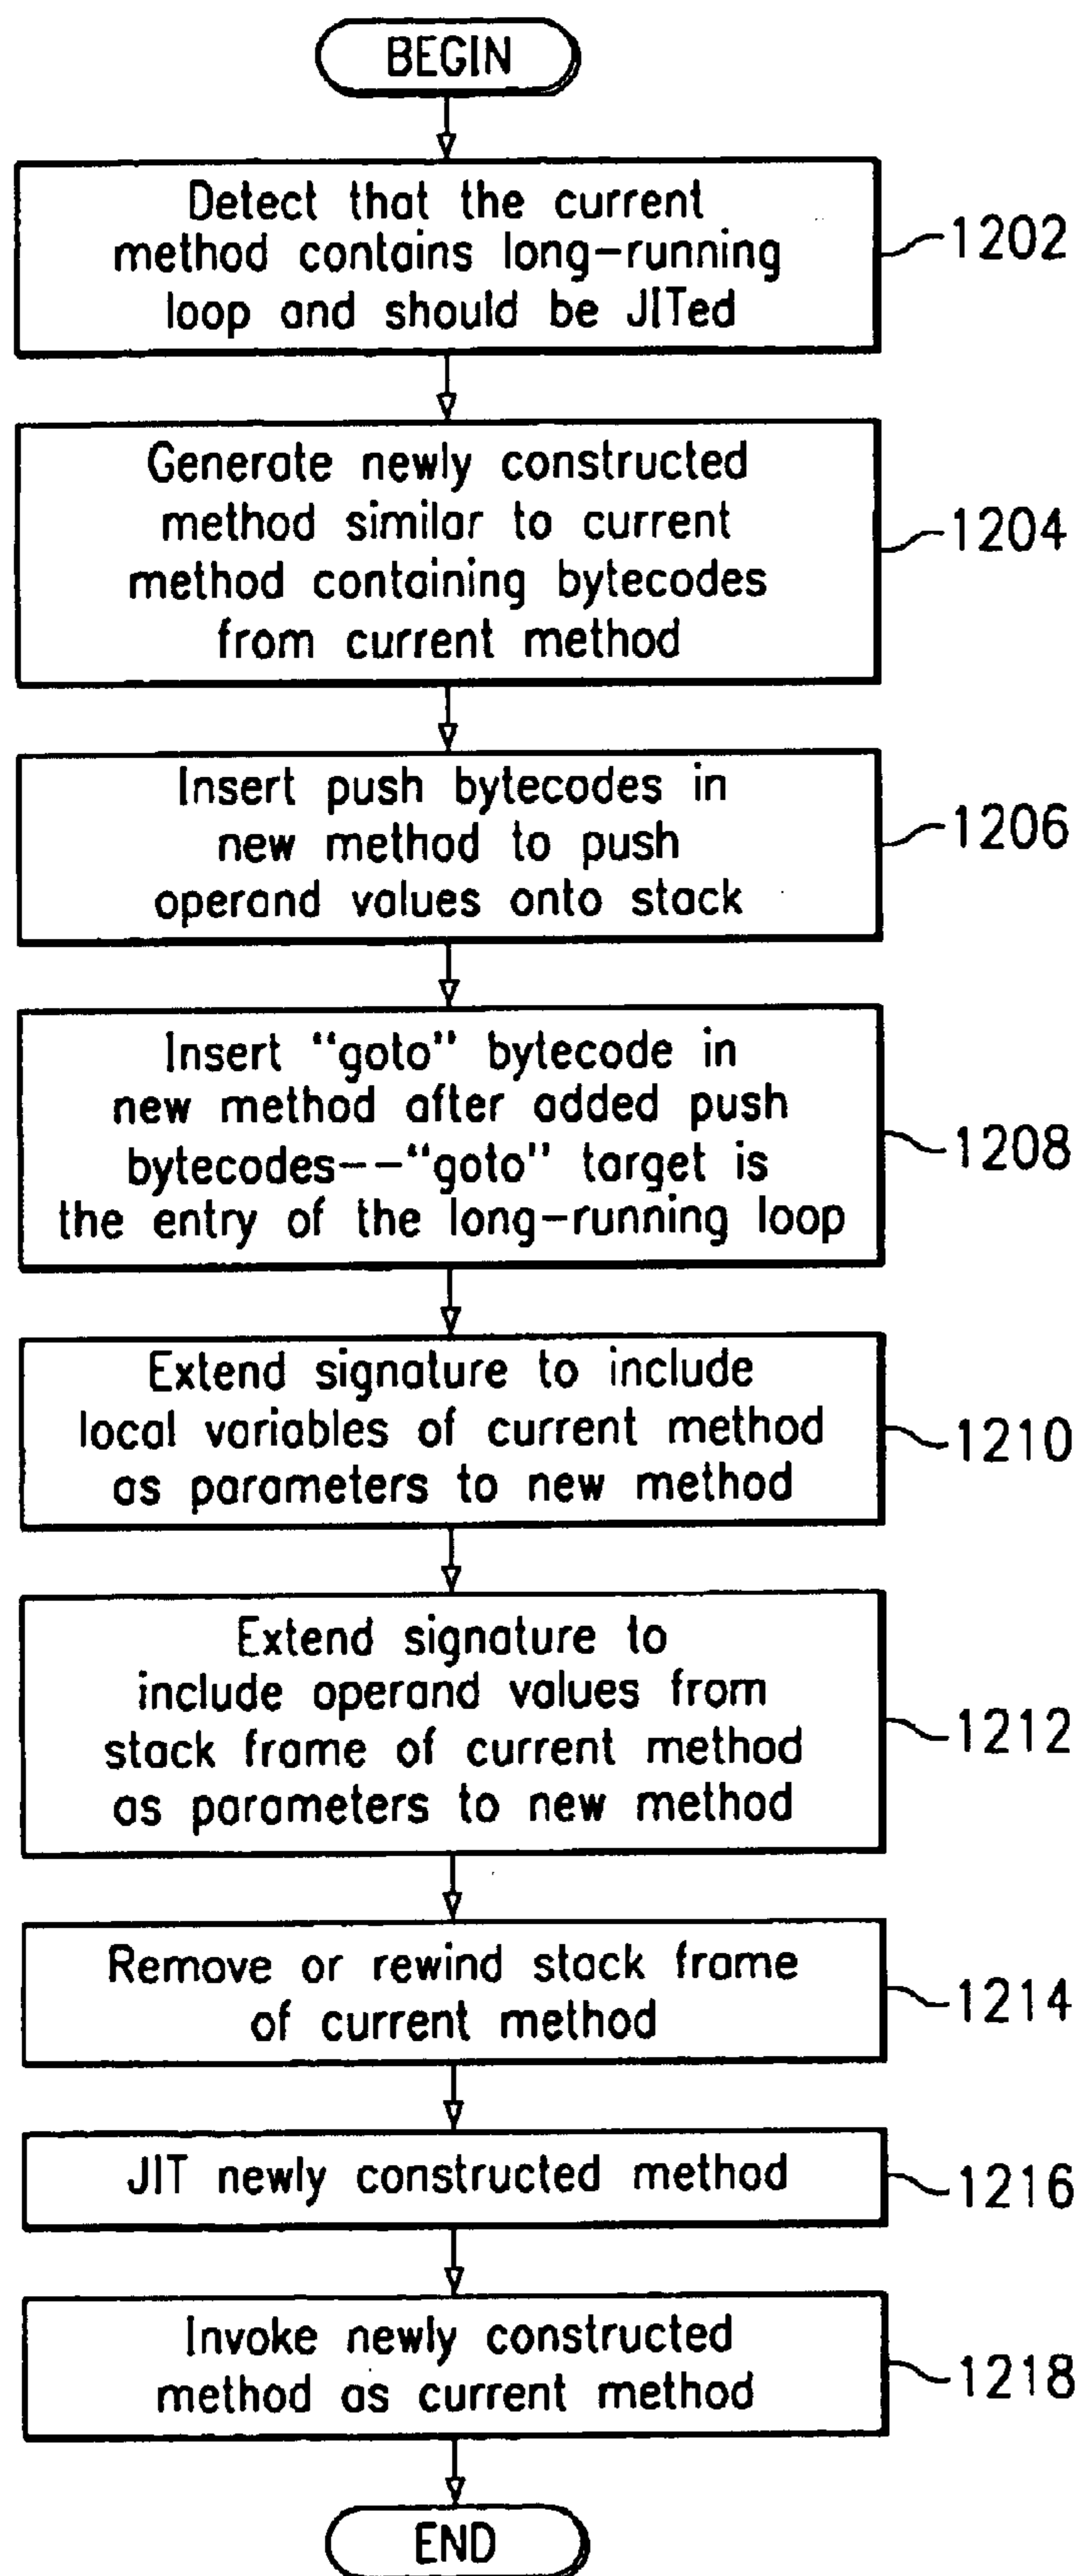 BEGIN
Detect that the current
method contains long-running
loop and should be JITed
1202
Generate newly constructed
method similar to current
method containing bytecodes
from current method
1204
Insert push bytecodes in
new method to push
operand values onto stack
1206
Insert "goto" bytecode in
new method after added push
bytecodes--"goto" target is
the entry of the long-running loop
1208
Extend signature to include
local variables of current method
as parameters to new method
1210
Extend signature to
include operand values from
stack frame of current method
as parameters to new method
1212
Remove or rewind stack frame
of current method
1214
JIT newly constructed method
1216
Invoke newly constructed
method as current method
1218
END